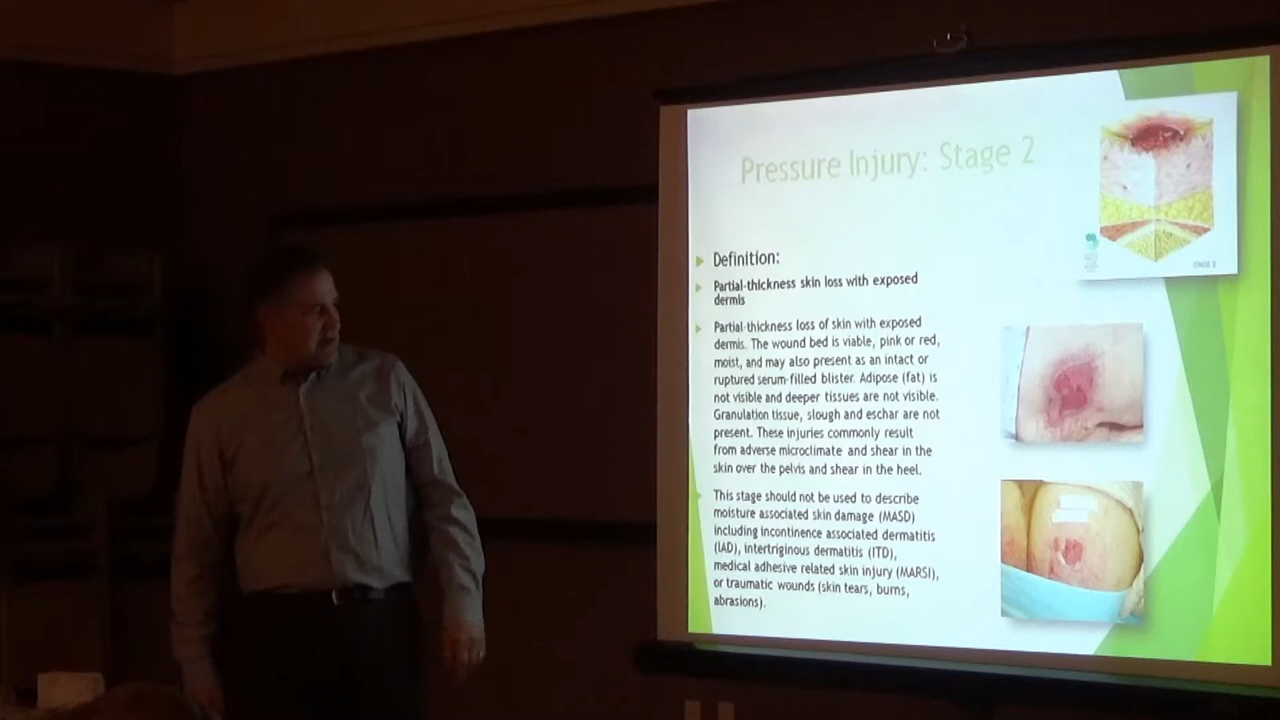 Pressure Injury: Stage 2
Definition:
Partial-thickness skin loss with exposed
dermis
Partial-thickness loss of skin with exposed
dermis. The wound bed is viable, pink or red,
moist, and may also present as an intact or
ruptured serum-filled blister. Adipose (fat) is
not visible and deeper tissues are not visible.
Granulation tissue, slough and eschar are not
present. These injuries commonly result
from adverse microclimate and shear in the
skin over the pelvis and shear in the heel.
This stage should not be used to describe
moisture associated skin damage (MASD)
including incontinence associated dermatitis
(IAD), intertriginous dermatitis (ITD),
medical adhesive related skin injury (MARSI),
or traumatic wounds (skin tears, burns,
abrasions).